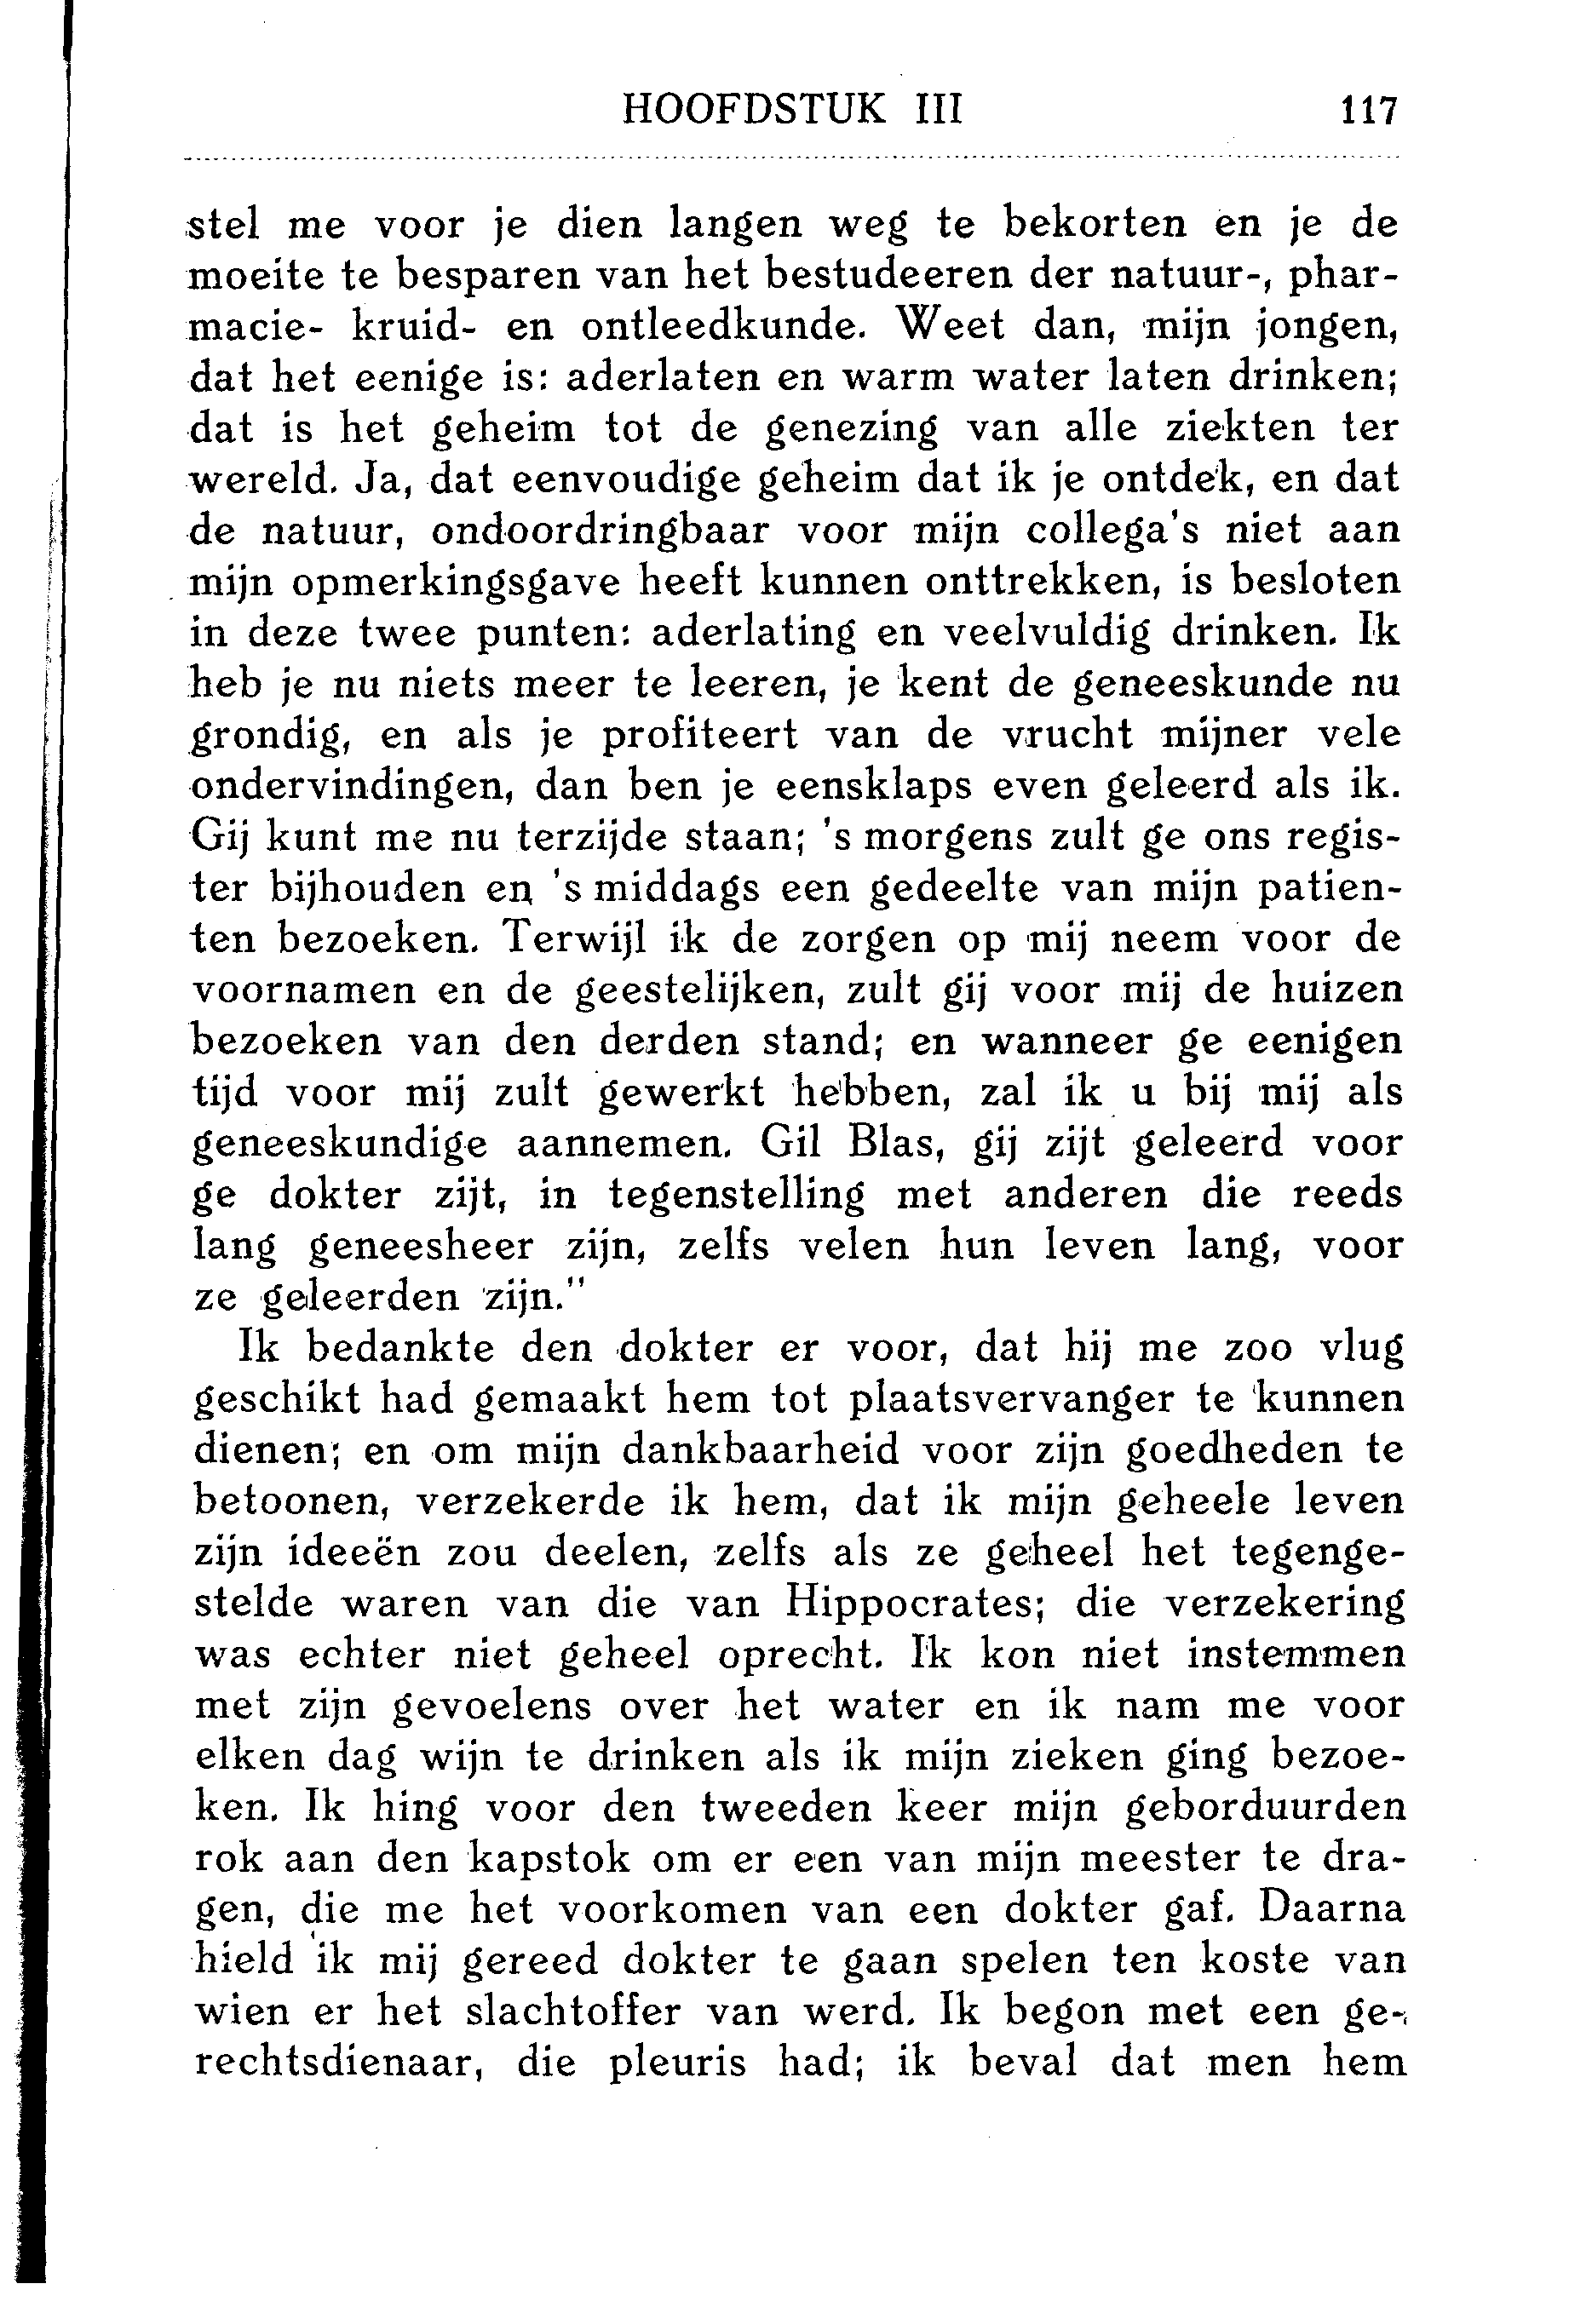 HOOFDSTUK III 117
stel me voor je dien langen weg te bekorten en je de
moeite te besparen van het bestudeeren der natuur-, phar-
macie- kruid- en ontleedkunde. Weet dan, mijn jongen,
dat het eenige is: aderlaten en warm water laten drinken;
dat is het geheim tot de genezing van alle ziekten ter
wereld. Ja, dat eenvoudige geheim dat ik je ontdek, en dat
de natuur, ondoordringbaar voor mijn collega's niet aan
mijn opmerkingsgave heeft kunnen onttrekken, is besloten
in deze twee punten: aderlating en veelvuldig drinken. Ik
heb je nu niets meer te leeren, je kent de geneeskunde nu
grondig, en als je profiteert van de vrucht mijner vele
ondervindingen, dan ben je eensklaps even geleerd als ik.
Gij kunt me nu terzijde staan; 's morgens zult ge ons regis-
ter bijhouden en 's middags een gedeelte van mijn patien-
ten bezoeken. Terwijl ik de zorgen op mij neem voor de
voornamen en de geestelijken, zult gij voor mij de huizen
bezoeken van den derden stand; en wanneer ge eenigen
tijd voor mij zult gewerkt hebben, zal ik u bij mij als
geneeskundige aannemen. Gil Blas, gij zijt geleerd voor
ge dokter zijt, in tegenstelling met anderen die reeds
lang geneesheer zijn, zelfs velen hun leven lang, voor
ze geleerden zijn."
Ik bedankte den dokter er voor, dat hij me zoo vlug
geschikt had gemaakt hem tot plaatsvervanger te kunnen
dienen; en om mijn dankbaarheid voor zijn goedheden te
betoonen, verzekerde ik hem, dat ik mijn geheele leven
zijn ideeën zou deelen, zelfs als ze geheel het tegenge-
stelde waren van die van Hippocrates; die verzekering
was echter niet geheel oprecht. Ik kon niet instemmen
met zijn gevoelens over het water en ik nam me voor
elken dag wijn te drinken als ik mijn zieken ging bezoe-
ken. Ik hing voor den tweeden keer mijn geborduurden
rok aan den kapstok om er een van mijn meester te dra-
gen, die me het voorkomen van een dokter gaf. Daarna
hield ik mij gereed dokter te gaan spelen ten koste van
wien er het slachtoffer van werd. Ik begon met een ge-
rechtsdienaar, die pleuris had; ik beval dat men hem